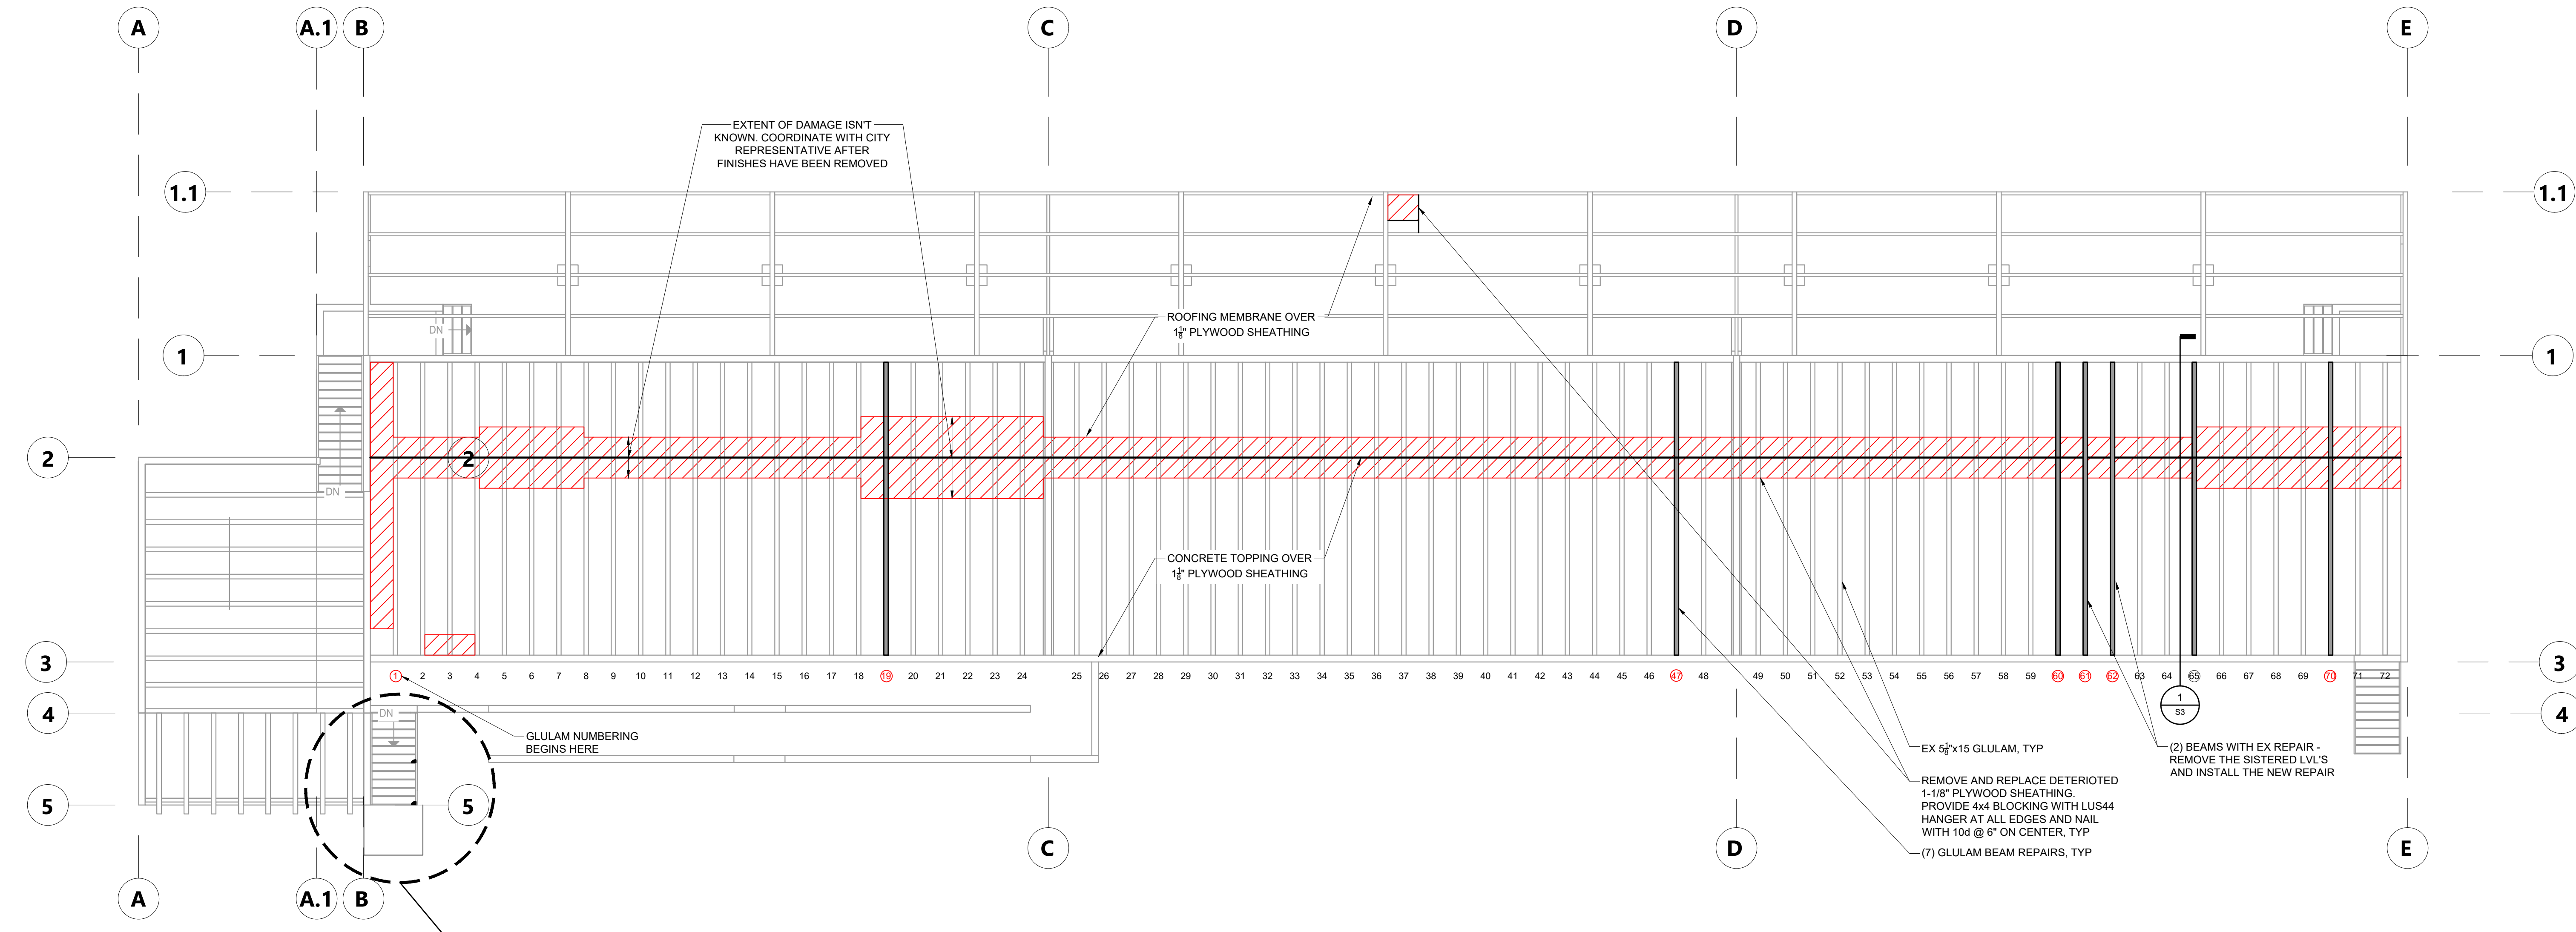 A A.1 B C D E
EXTENT OF DAMAGE ISN'T
KNOWN. COORDINATE WITH CITY
REPRESENTATIVE AFTER
FINISHES HAVE BEEN REMOVED
1.1 1.1
ROOFING MEMBRANE OVER
1 1/8" PLYWOOD SHEATHING
DN
1 1
2 2
DN
CONCRETE TOPPING OVER
1 1/8" PLYWOOD SHEATHING
3 3
1 2 3 4 5 6 7 8 9 10 11 12 13 14 15 16 17 18 19 20 21 22 23 24 25 26 27 28 29 30 31 32 33 34 35 36 37 38 39 40 41 42 43 44 45 46 47 48 49 50 51 52 53 54 55 56 57 58 59 60 61 62 63 64 65 66 67 68 69 70 71 72
1
S3
4 4
DN
GLULAM NUMBERING
BEGINS HERE
EX 5 1/8"x15 GLULAM, TYP
(2) BEAMS WITH EX REPAIR -
REMOVE THE SISTERED LVL'S
AND INSTALL THE NEW REPAIR
REMOVE AND REPLACE DETERIOTED
1-1/8" PLYWOOD SHEATHING.
PROVIDE 4x4 BLOCKING WITH LUS44
HANGER AT ALL EDGES AND NAIL
WITH 10d @ 6" ON CENTER, TYP
(7) GLULAM BEAM REPAIRS, TYP
5 5
A A.1 B C D E